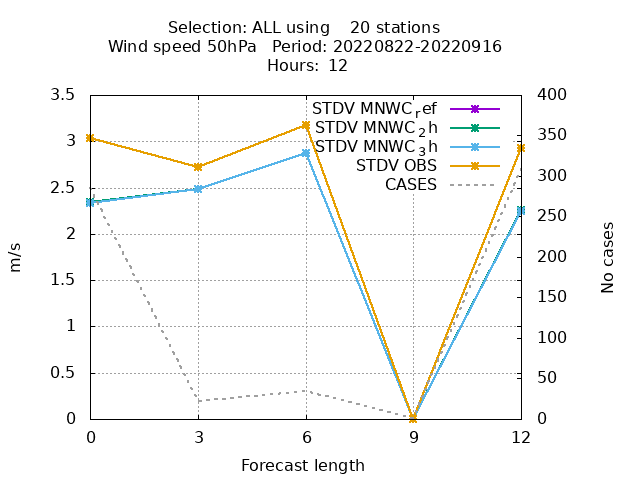 Selection: ALL using    20 stations
Wind speed 50hPa   Period: 20220822-20220916
Hours:  12
3.5
3
2.5
2
1.5
1
0.5
0
400
350
300
250
200
150
100
50
0
0
3
6
9
12
m/s
No cases
Forecast length
STDV MNWC_ref
STDV MNWC_2h
STDV MNWC_3h
STDV OBS
CASES